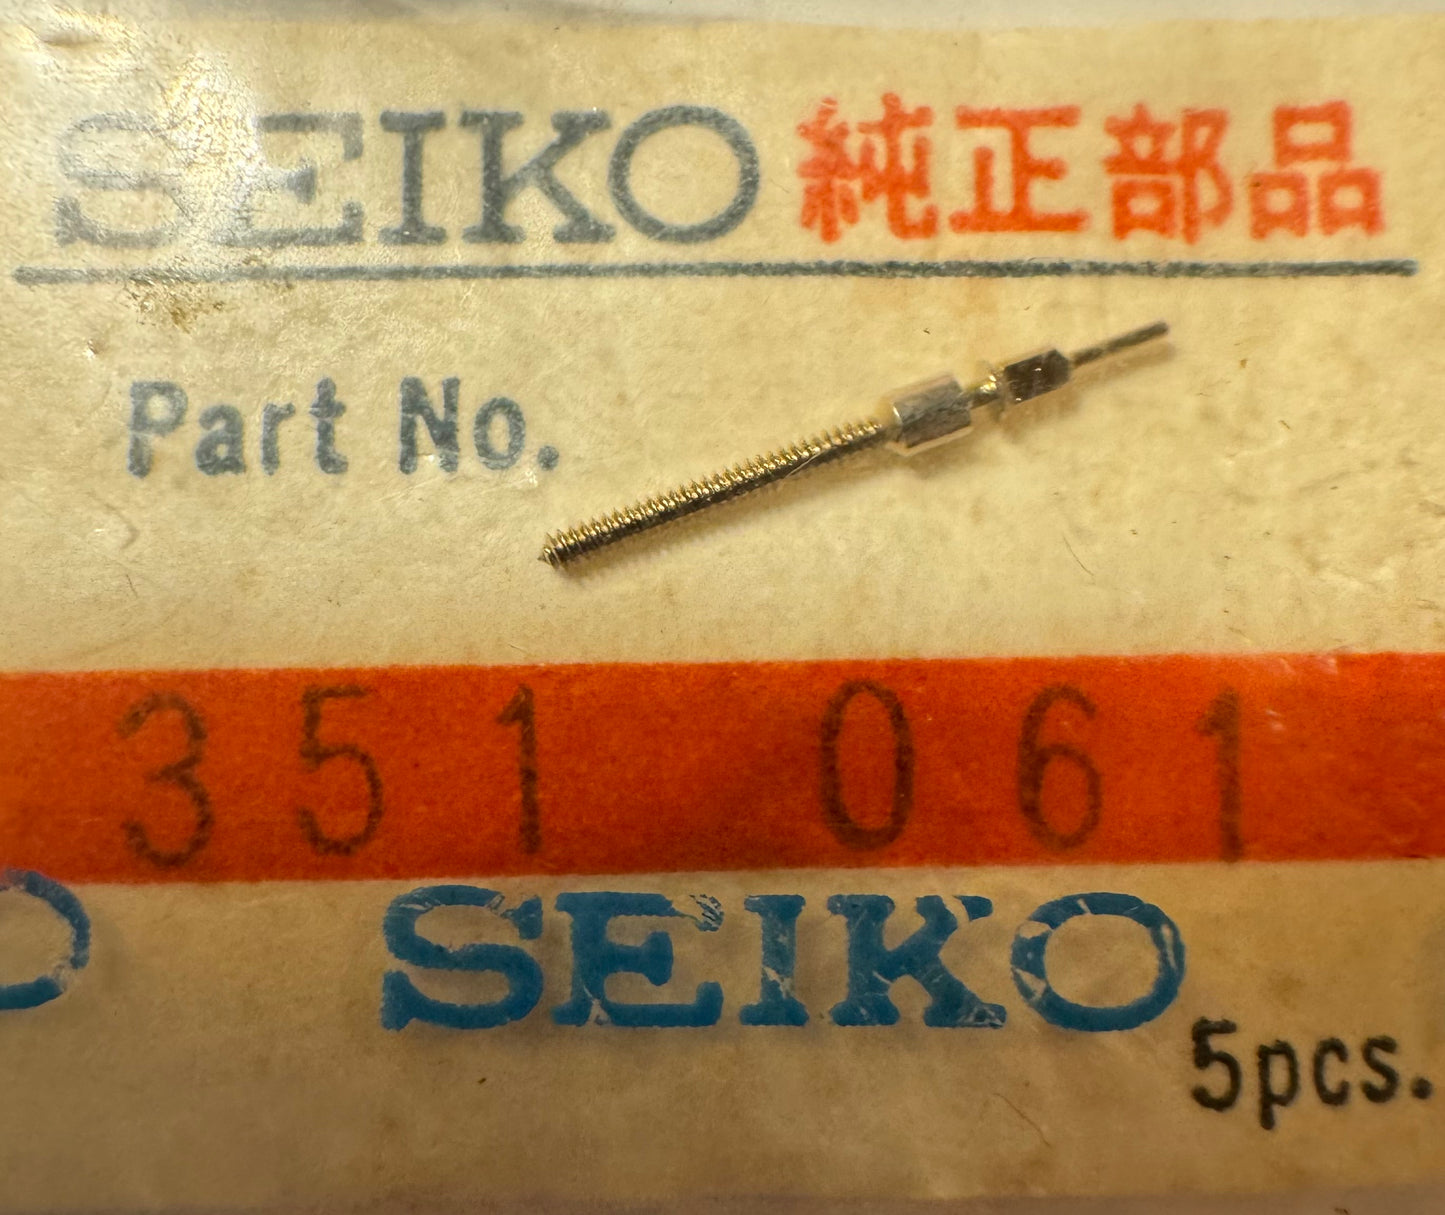 SEIKO 純正部品
Part No.
351 061
O SEIKO
5pcs.